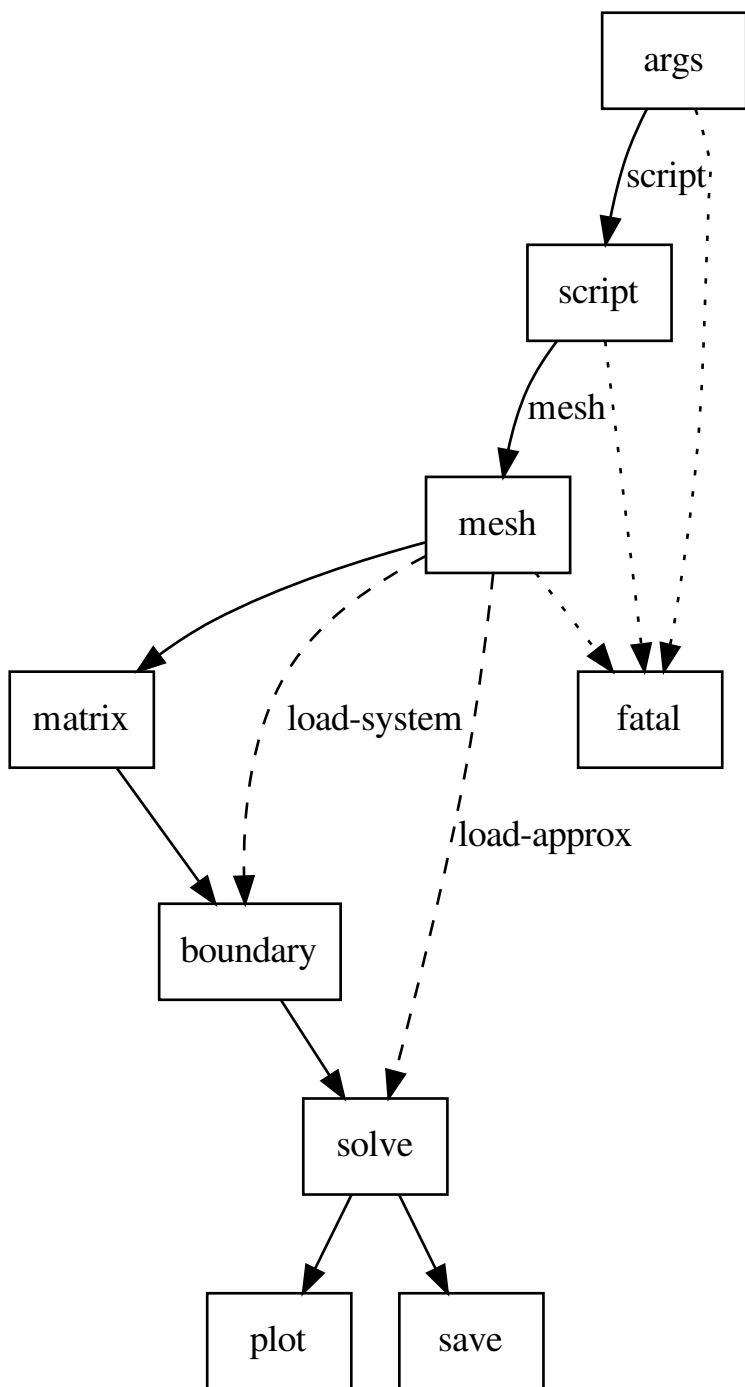 args
script
script
mesh
mesh
matrix
load-system
fatal
load-approx
boundary
solve
plot
save